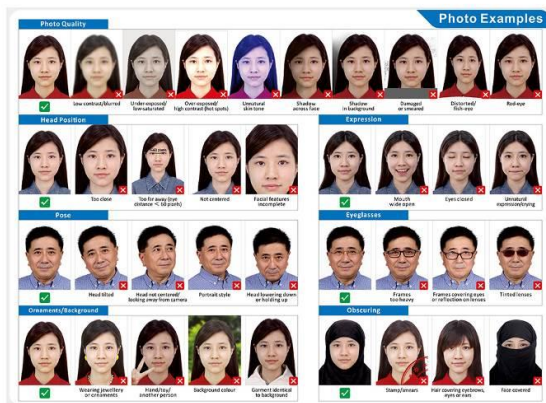 Photo Examples
Photo Quality
Low contrast/blurred
Under exposed/
low-saturated
Over exposed/
high contrast (hot spots)
Unnatural
skin tone
Shadow
across face
Shadow
in background
Damaged
or smeared
Distorted/
fish-eye
Red-eye
Head Position
Too close
Too far away (eye
distance < 60 pixels)
Not centered
Facial features
incomplete
Expression
Mouth
wide open
Eyes closed
Unnatural
expression/crying
Pose
Head tilted
Head not centered/
looking away from camera
Portrait style
Head lowering down
or holding up
Eyeglasses
Frames
too heavy
Frames covering eyes
or reflection on lenses
Tinted lenses
Ornaments/Background
Wearing jewellery
or ornaments
Hand/toy/
another person
Background colour
Garment identical
to background
Obscuring
Stamp/smears
Hair covering eyebrows,
eyes or ears
Face covered